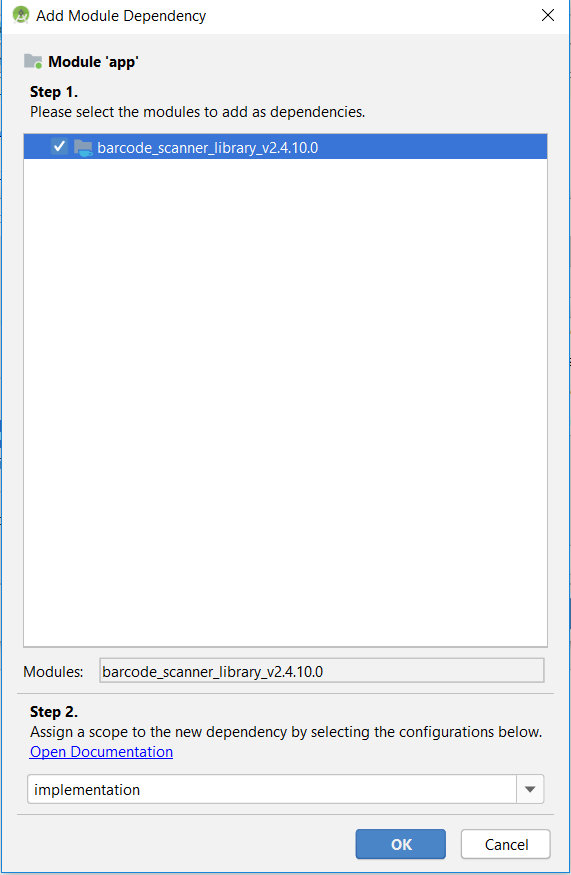 Add Module Dependency
Module 'app'
Step 1.
Please select the modules to add as dependencies.
barcode_scanner_library_v2.4.10.0
Modules: barcode_scanner_library_v2.4.10.0
Step 2.
Assign a scope to the new dependency by selecting the configurations below.
Open Documentation
implementation
OK Cancel